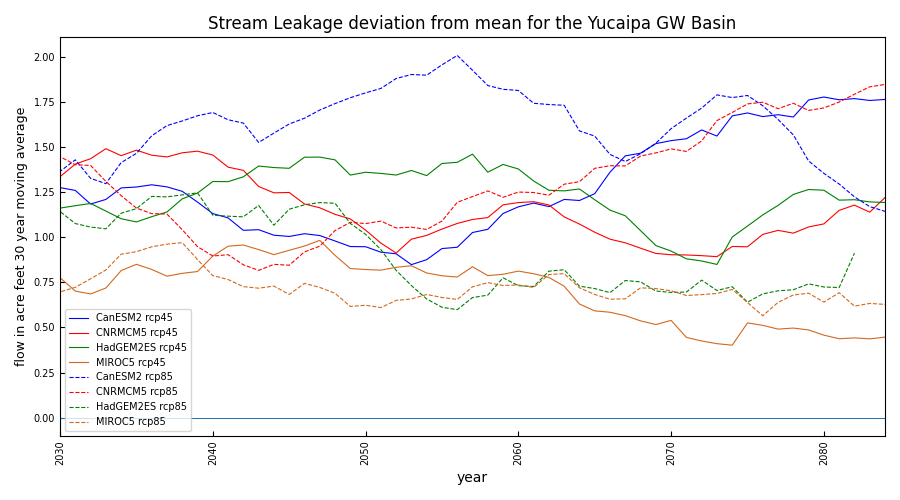 Stream Leakage deviation from mean for the Yucaipa GW Basin
flow in acre feet 30 year moving average
2.00
1.75
1.50
1.25
1.00
0.75
0.50
0.25
0.00
CanESM2 rcp45
CNRMCM5 rcp45
HadGEM2ES rcp45
MIROC5 rcp45
CanESM2 rcp85
CNRMCM5 rcp85
HadGEM2ES rcp85
MIROC5 rcp85
2030
2040
2050
2060
2070
2080
year